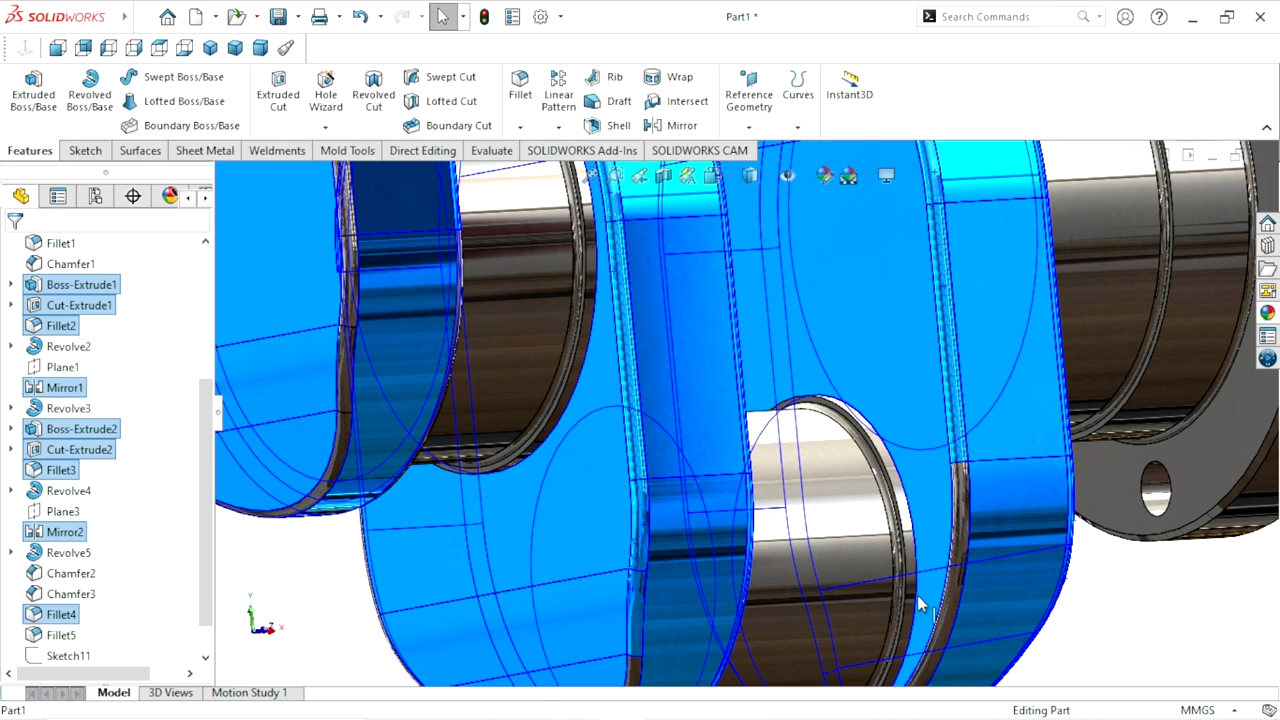 SOLIDWORKS
Part1 *
Search Commands
Extruded Boss/Base
Revolved Boss/Base
Swept Boss/Base
Lofted Boss/Base
Boundary Boss/Base
Extruded Cut
Hole Wizard
Revolved Cut
Swept Cut
Lofted Cut
Boundary Cut
Fillet
Linear Pattern
Rib
Draft
Shell
Wrap
Intersect
Mirror
Reference Geometry
Curves
Instant3D
Features
Sketch
Surfaces
Sheet Metal
Weldments
Mold Tools
Direct Editing
Evaluate
SOLIDWORKS Add-Ins
SOLIDWORKS CAM
Fillet1
Chamfer1
Boss-Extrude1
Cut-Extrude1
Fillet2
Revolve2
Plane1
Mirror1
Revolve3
Boss-Extrude2
Cut-Extrude2
Fillet3
Revolve4
Plane3
Mirror2
Revolve5
Chamfer2
Chamfer3
Fillet4
Fillet5
Sketch11
Y
Z
X
Model
3D Views
Motion Study 1
Part1
Editing Part
MMGS